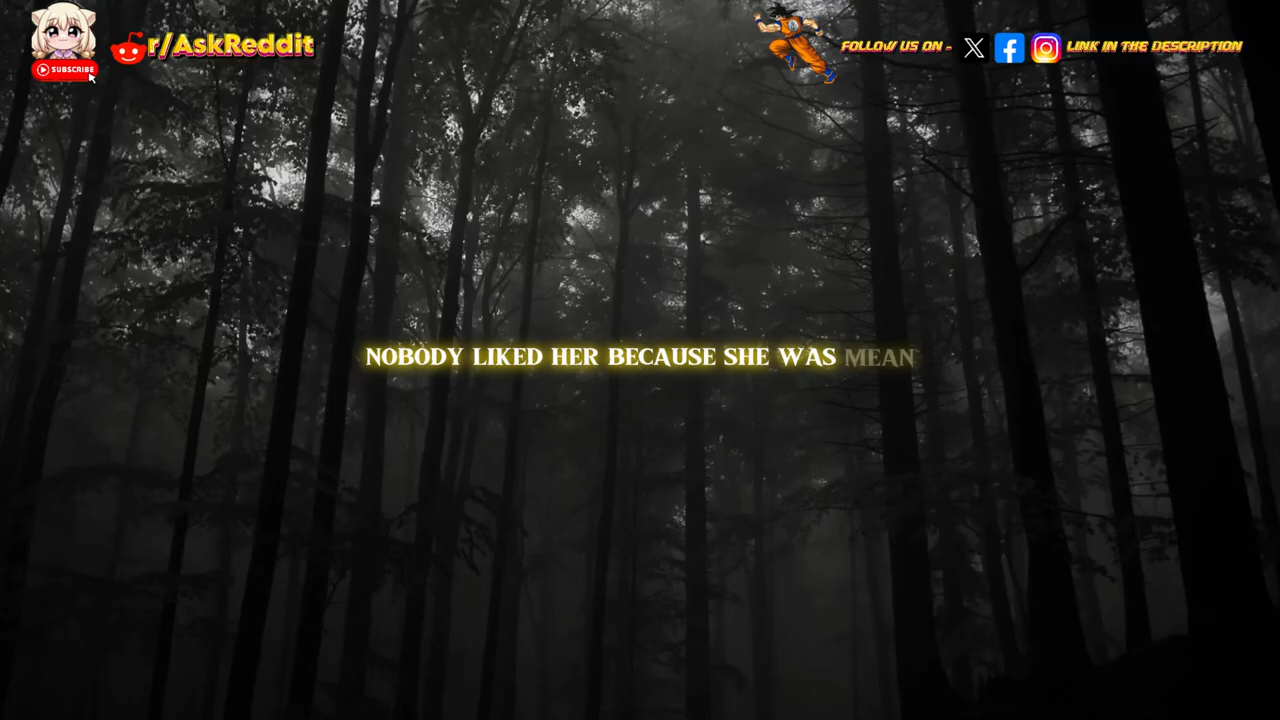 r/AskReddit
SUBSCRIBE
FOLLOW US ON -
LINK IN THE DESCRIPTION
NOBODY LIKED HER BECAUSE SHE WAS MEAN